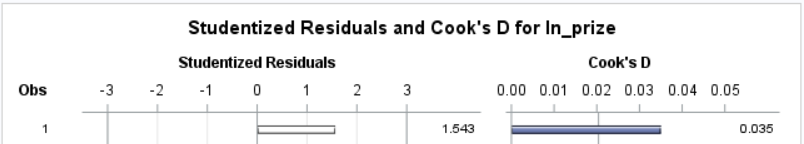 Studentized Residuals and Cook's D for ln_prize
Studentized Residuals Cook's D
Obs -3 -2 -1 0 1 2 3 0.00 0.01 0.02 0.03 0.04 0.05
1 1.543 0.035